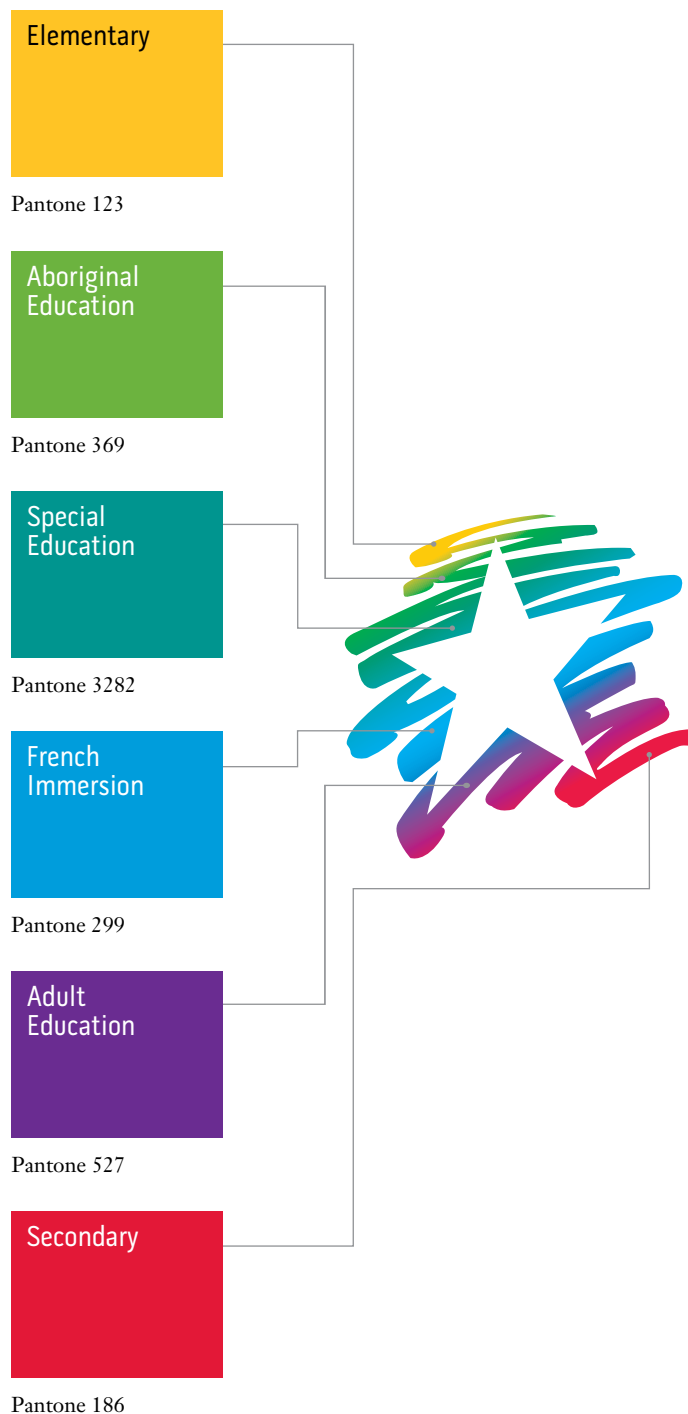 Elementary
Pantone 123
Aboriginal
Education
Pantone 369
Special
Education
Pantone 3282
French
Immersion
Pantone 299
Adult
Education
Pantone 527
Secondary
Pantone 186